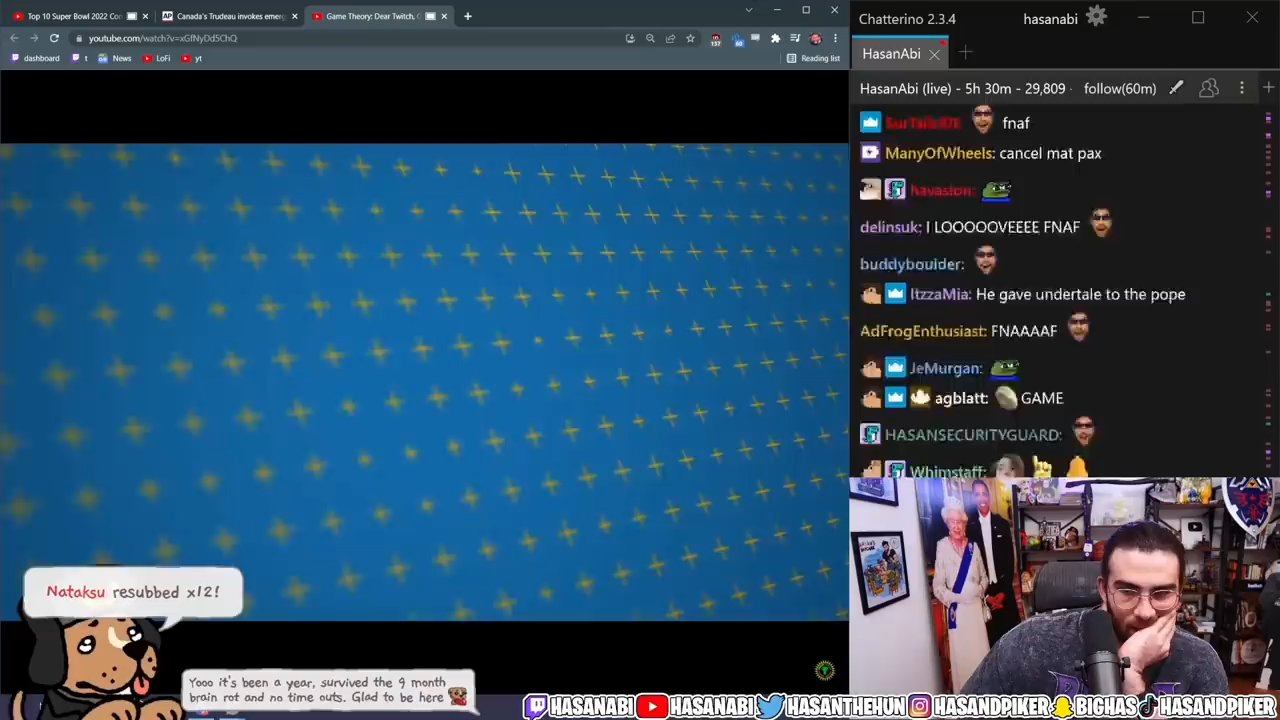 Top 10 Super Bowl 2022 Co
Canada's Trudeau invokes emer
Game Theory: Dear Twitch,
youtube.com/watch?v=xGfNyDd5ChQ
dashboard
t
News
LoFi
yt
Reading list
Chatterino 2.3.4
hasanabi
HasanAbi
HasanAbi (live) - 5h 30m - 29,809
follow(60m)
fnaf
ManyOfWheels: cancel mat pax
havasion:
delinsuk: I LOOOOOVEEEE FNAF
buddyboulder:
ItzzaMia: He gave undertale to the pope
AdFrogEnthusiast: FNAAAAF
JeMurgan:
agblatt: GAME
HASANSECURITYGUARD:
Whimstaff:
Nataksu resubbed x12!
Yooo it's been a year, survived the 9 month
brain rot and no time outs. Glad to be here
HASANABI HASANABI HASANTHEHUN HASANDPIKER BIGHAS HASANDPIKER